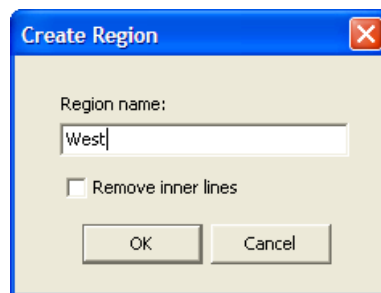 Create Region
Region name:
West
Remove inner lines
OK Cancel